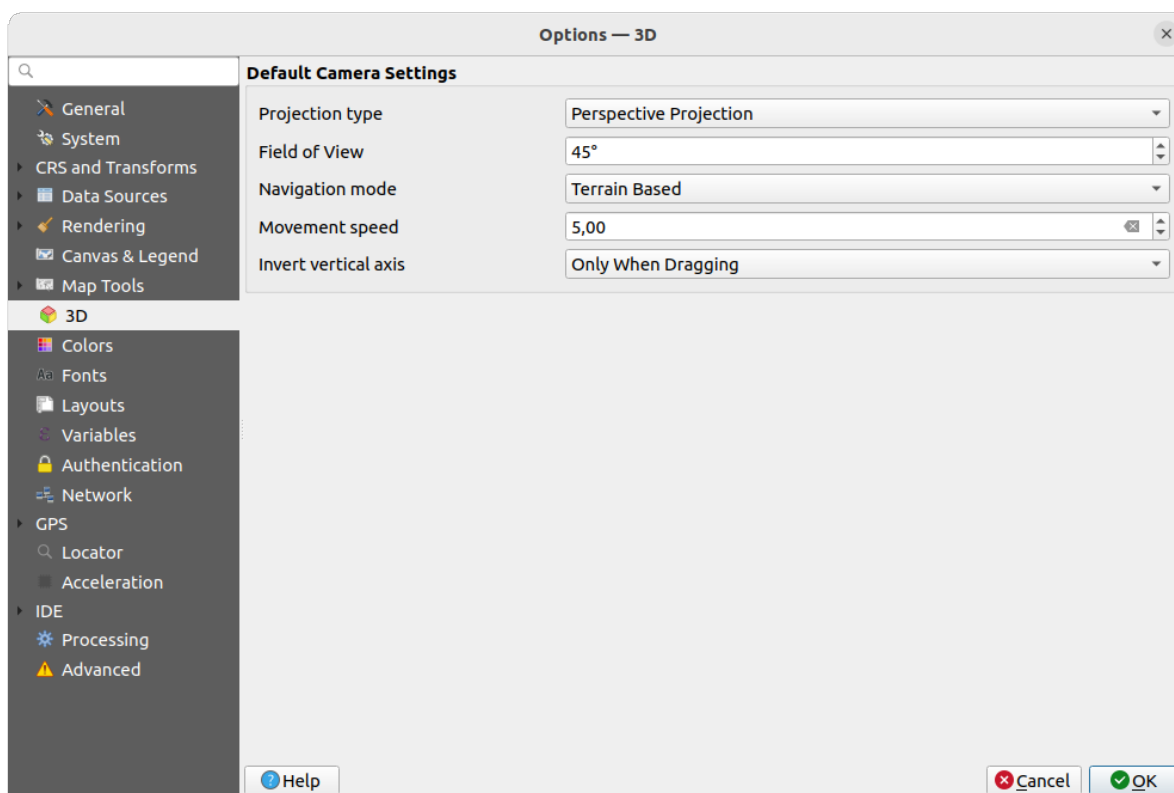 Options — 3D
Default Camera Settings
General
System
CRS and Transforms
Data Sources
Rendering
Canvas & Legend
Map Tools
3D
Colors
Aa Fonts
Layouts
ε Variables
Authentication
Network
GPS
Locator
Acceleration
IDE
Processing
Advanced
Projection type Perspective Projection
Field of View 45°
Navigation mode Terrain Based
Movement speed 5,00
Invert vertical axis Only When Dragging
? Help
Cancel
OK